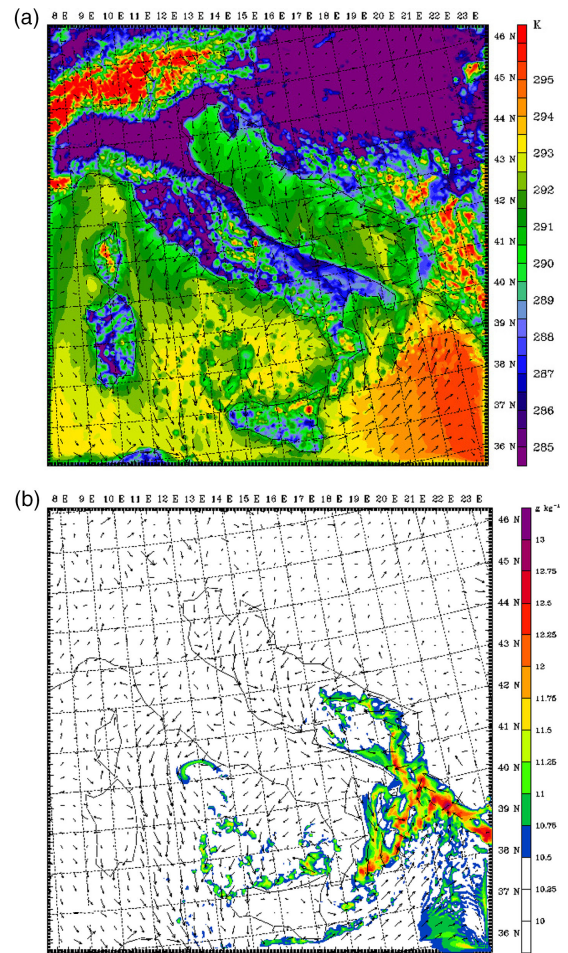 (a)
8 E 9 E 10 E 11 E 12 E 13 E 14 E 15 E 16 E 17 E 18 E 19 E 20 E 21 E 22 E 23 E
K
46 N
45 N
44 N
43 N
42 N
41 N
40 N
39 N
38 N
37 N
36 N
295
294
293
292
291
290
289
288
287
286
285
(b)
8 E 9 E 10 E 11 E 12 E 13 E 14 E 15 E 16 E 17 E 18 E 19 E 20 E 21 E 22 E 23 E
g kg⁻¹
46 N
45 N
44 N
43 N
42 N
41 N
40 N
39 N
38 N
37 N
36 N
13
12.75
12.5
12.25
12
11.75
11.5
11.25
11
10.75
10.5
10.25
10